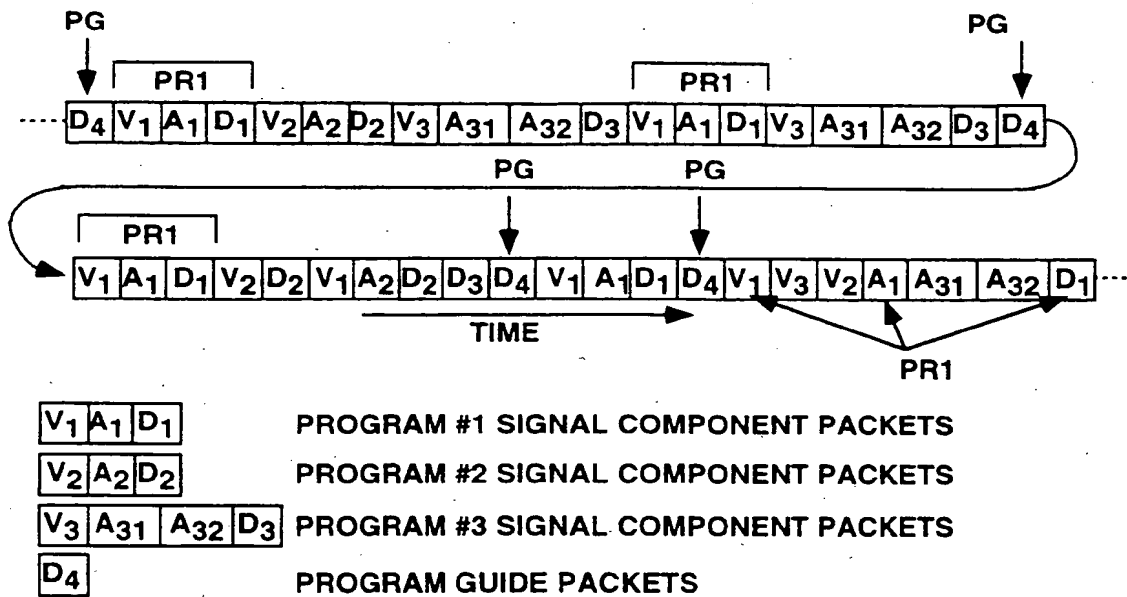 PG PG
PR1 PR1
D4 V1 A1 D1 V2 A2 D2 V3 A31 A32 D3 V1 A1 D1 V3 A31 A32 D3 D4
PG PG
PR1
V1 A1 D1 V2 D2 V1 A2 D2 D3 D4 V1 A1 D1 D4 V1 V3 V2 A1 A31 A32 D1
TIME
PR1
V1 A1 D1 PROGRAM #1 SIGNAL COMPONENT PACKETS
V2 A2 D2 PROGRAM #2 SIGNAL COMPONENT PACKETS
V3 A31 A32 D3 PROGRAM #3 SIGNAL COMPONENT PACKETS
D4 PROGRAM GUIDE PACKETS